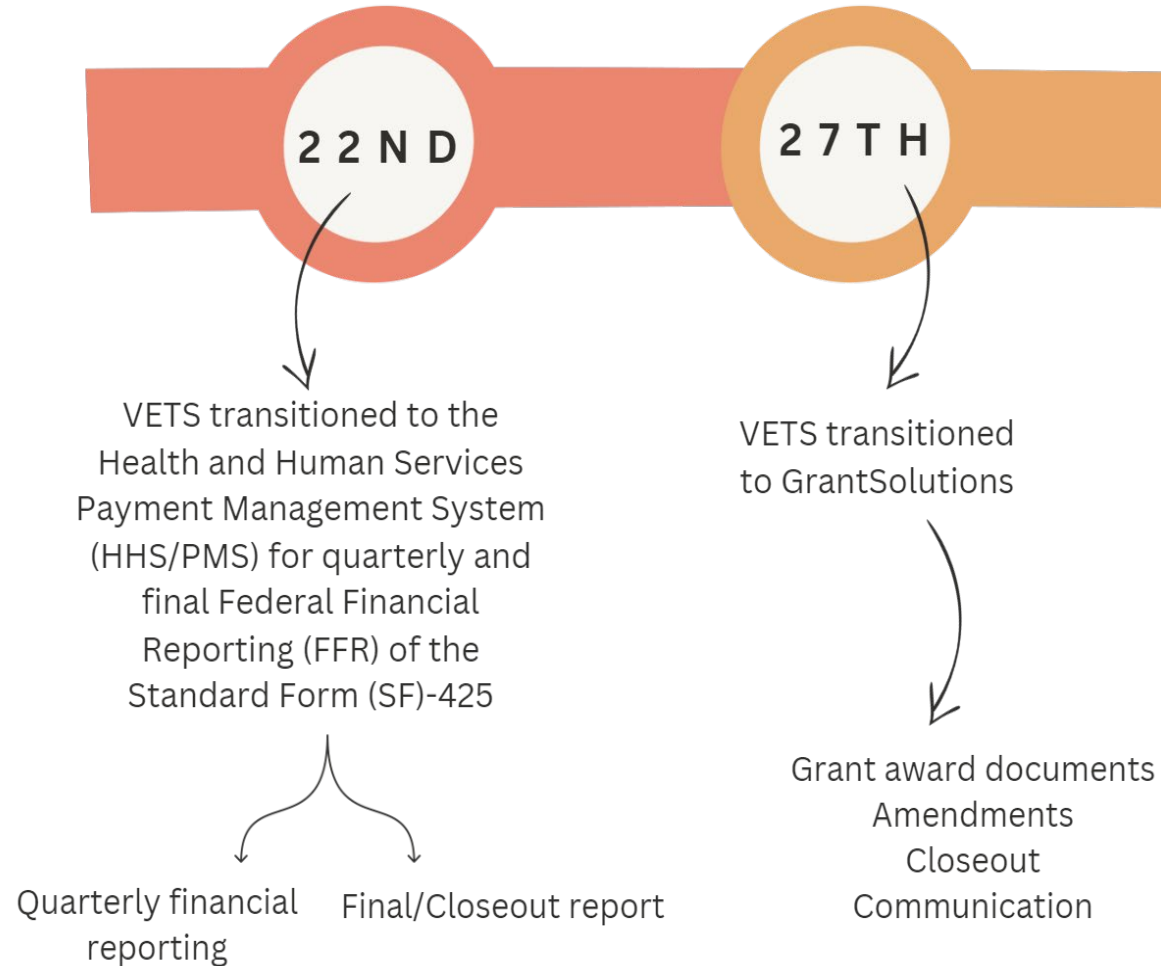 22ND
27TH
VETS transitioned to the
Health and Human Services
Payment Management System
(HHS/PMS) for quarterly and
final Federal Financial
Reporting (FFR) of the
Standard Form (SF)-425
Quarterly financial
reporting
Final/Closeout report
VETS transitioned
to GrantSolutions
Grant award documents
Amendments
Closeout
Communication